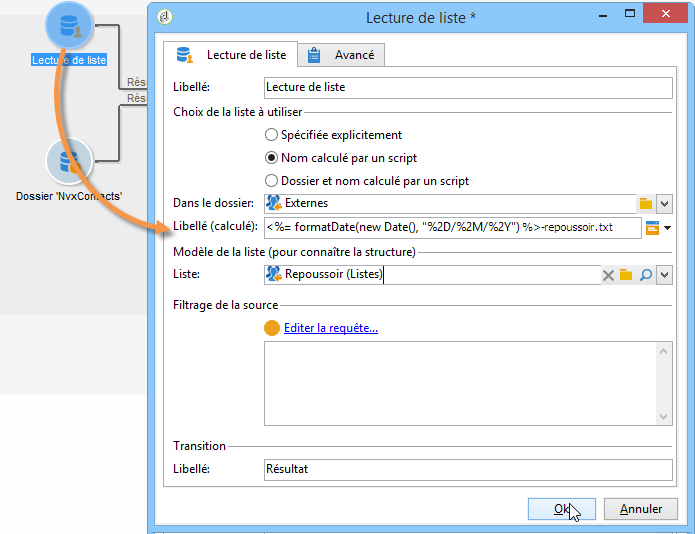 Lecture de liste
Rés
Rés
Dossier 'NvxContacts'
Lecture de liste *
Lecture de liste
Avancé
Libellé: Lecture de liste
Choix de la liste à utiliser
Spécifiée explicitement
Nom calculé par un script
Dossier et nom calculé par un script
Dans le dossier: Externes
Libellé (calculé): <%= formatDate(new Date(), "%2D/%2M/%2Y") %>-repoussoir.txt
Modèle de la liste (pour connaître la structure)
Liste: Repoussoir (Listes)
Filtrage de la source
Editer la requête...
Transition
Libellé: Résultat
Ok
Annuler